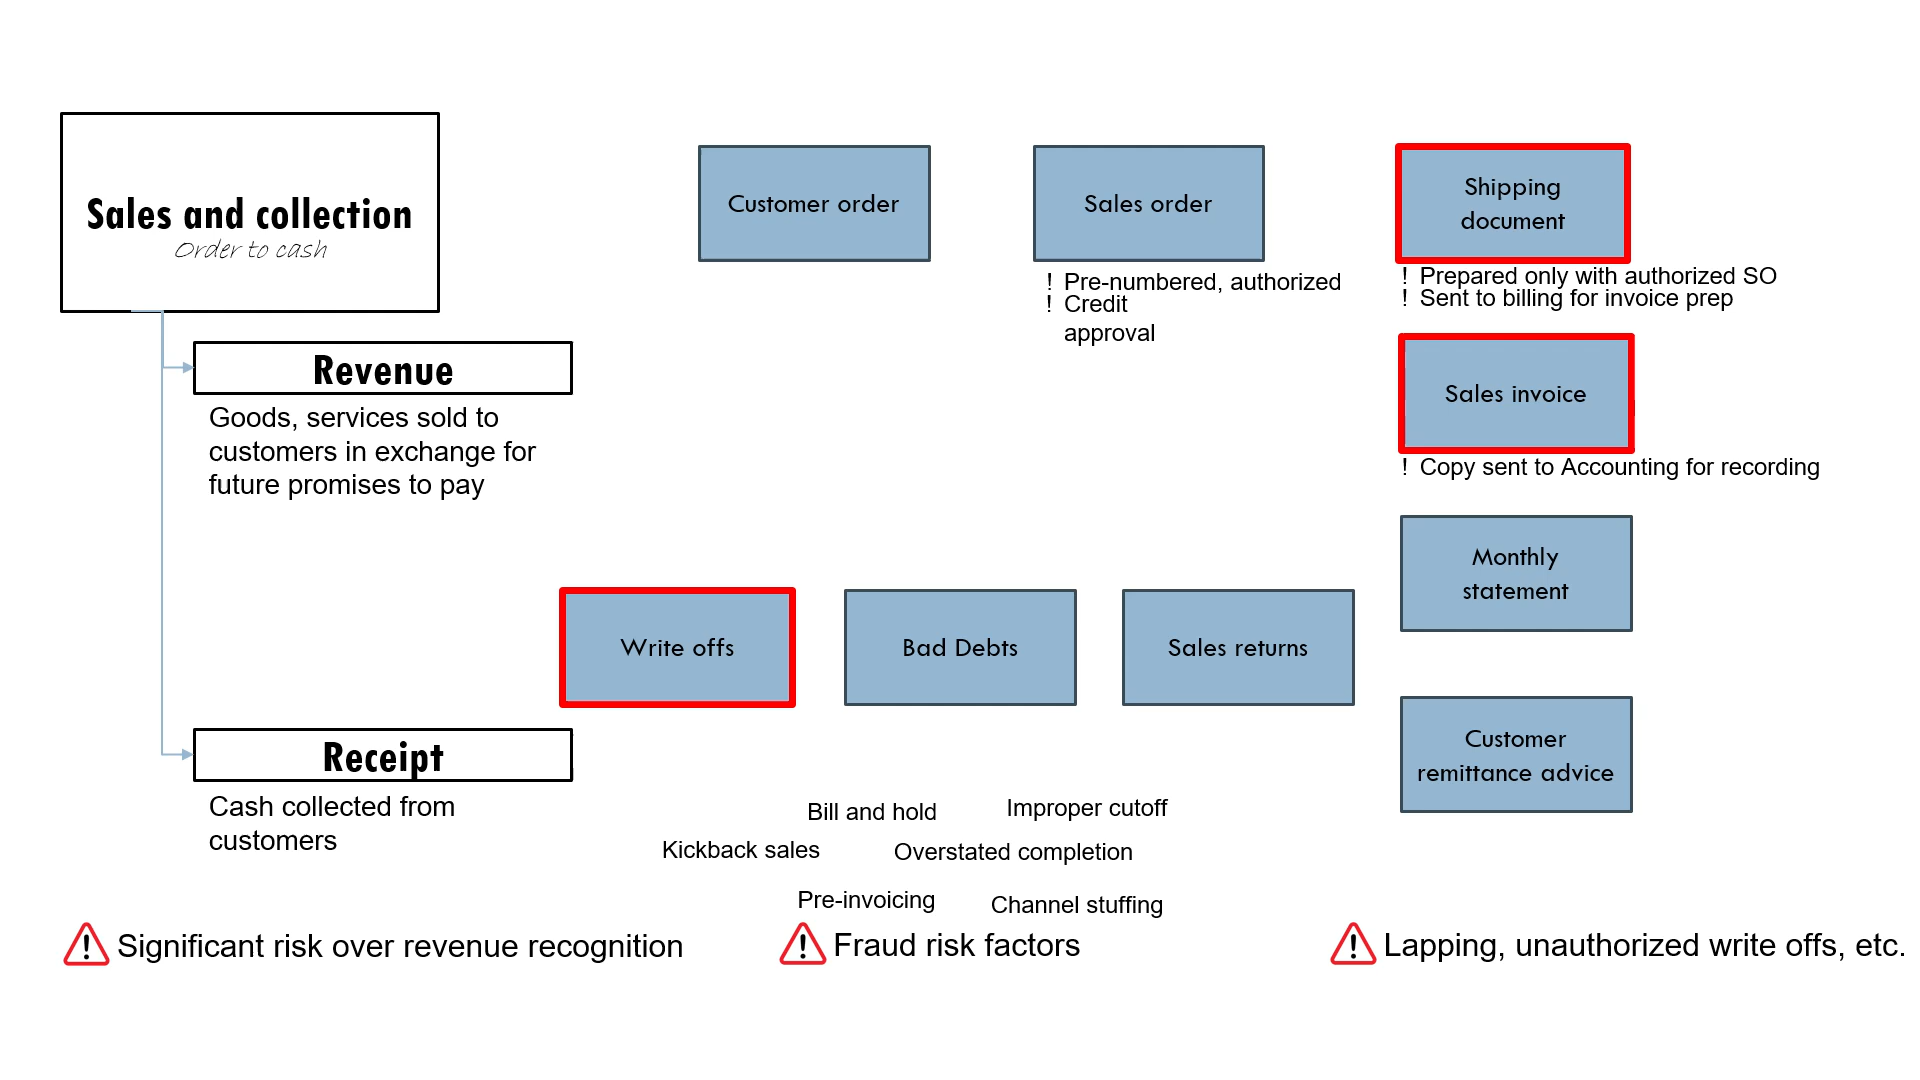 Sales and collection
Order to cash
Customer order
Sales order
! Pre-numbered, authorized
! Credit
approval
Shipping
document
! Prepared only with authorized SO
! Sent to billing for invoice prep
Revenue
Goods, services sold to
customers in exchange for
future promises to pay
Sales invoice
! Copy sent to Accounting for recording
Monthly
statement
Write offs
Bad Debts
Sales returns
Customer
remittance advice
Receipt
Cash collected from
customers
Bill and hold
Improper cutoff
Kickback sales
Overstated completion
Pre-invoicing
Channel stuffing
! Significant risk over revenue recognition
! Fraud risk factors
! Lapping, unauthorized write offs, etc.